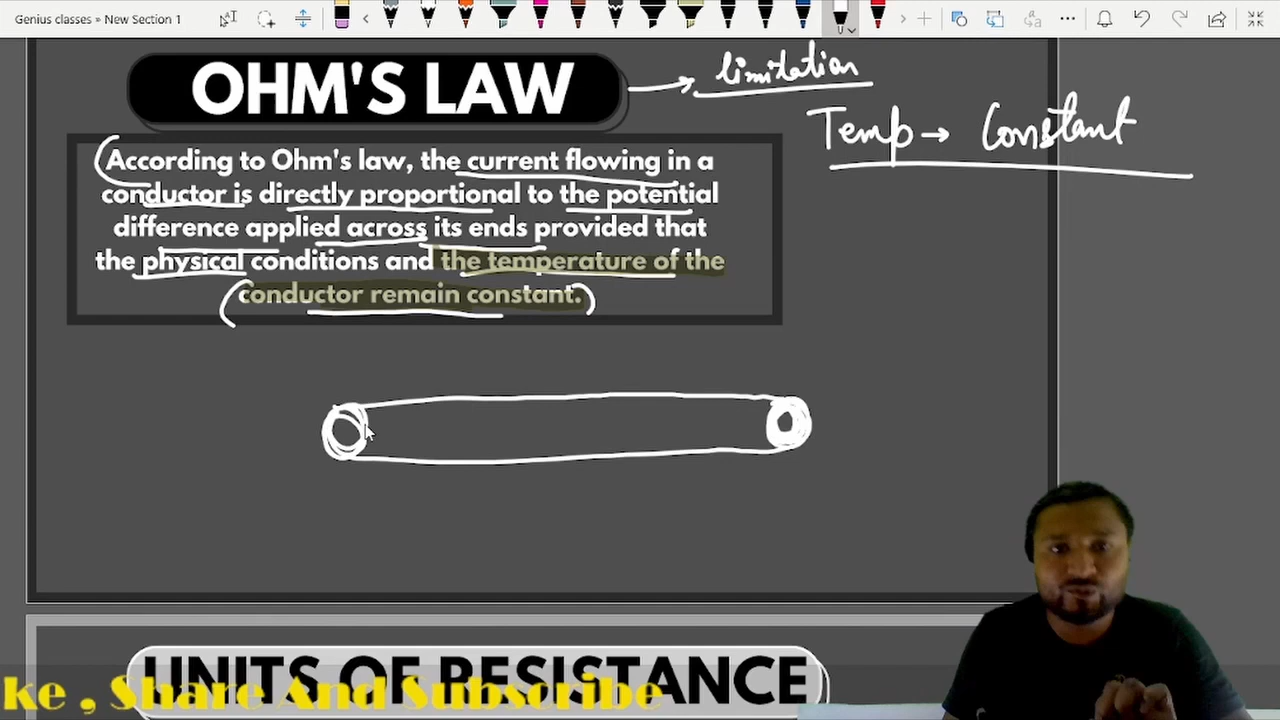 Genius classes » New Section 1
OHM'S LAW
limitation
Temp → Constant
According to Ohm's law, the current flowing in a
conductor is directly proportional to the potential
difference applied across its ends provided that
the physical conditions and the temperature of the
conductor remain constant.
UNITS OF RESISTANCE
ke , Share And Subscribe